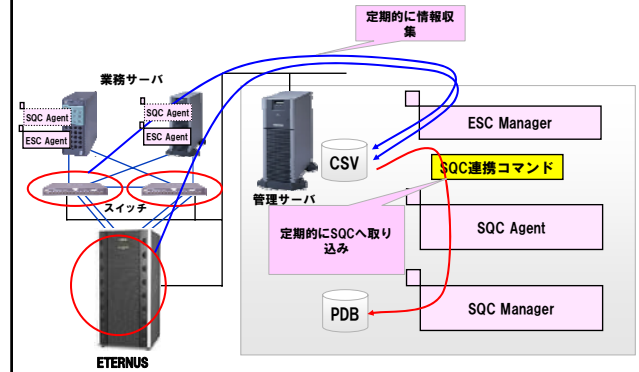 定期的に情報収
集
業務サーバ
SQC Agent
ESC Agent
SQC Agent
ESC Agent
スイッチ
ETERNUS
管理サーバ
CSV
ESC Manager
SQC連携コマンド
定期的にSQCへ取り
込み
SQC Agent
PDB
SQC Manager